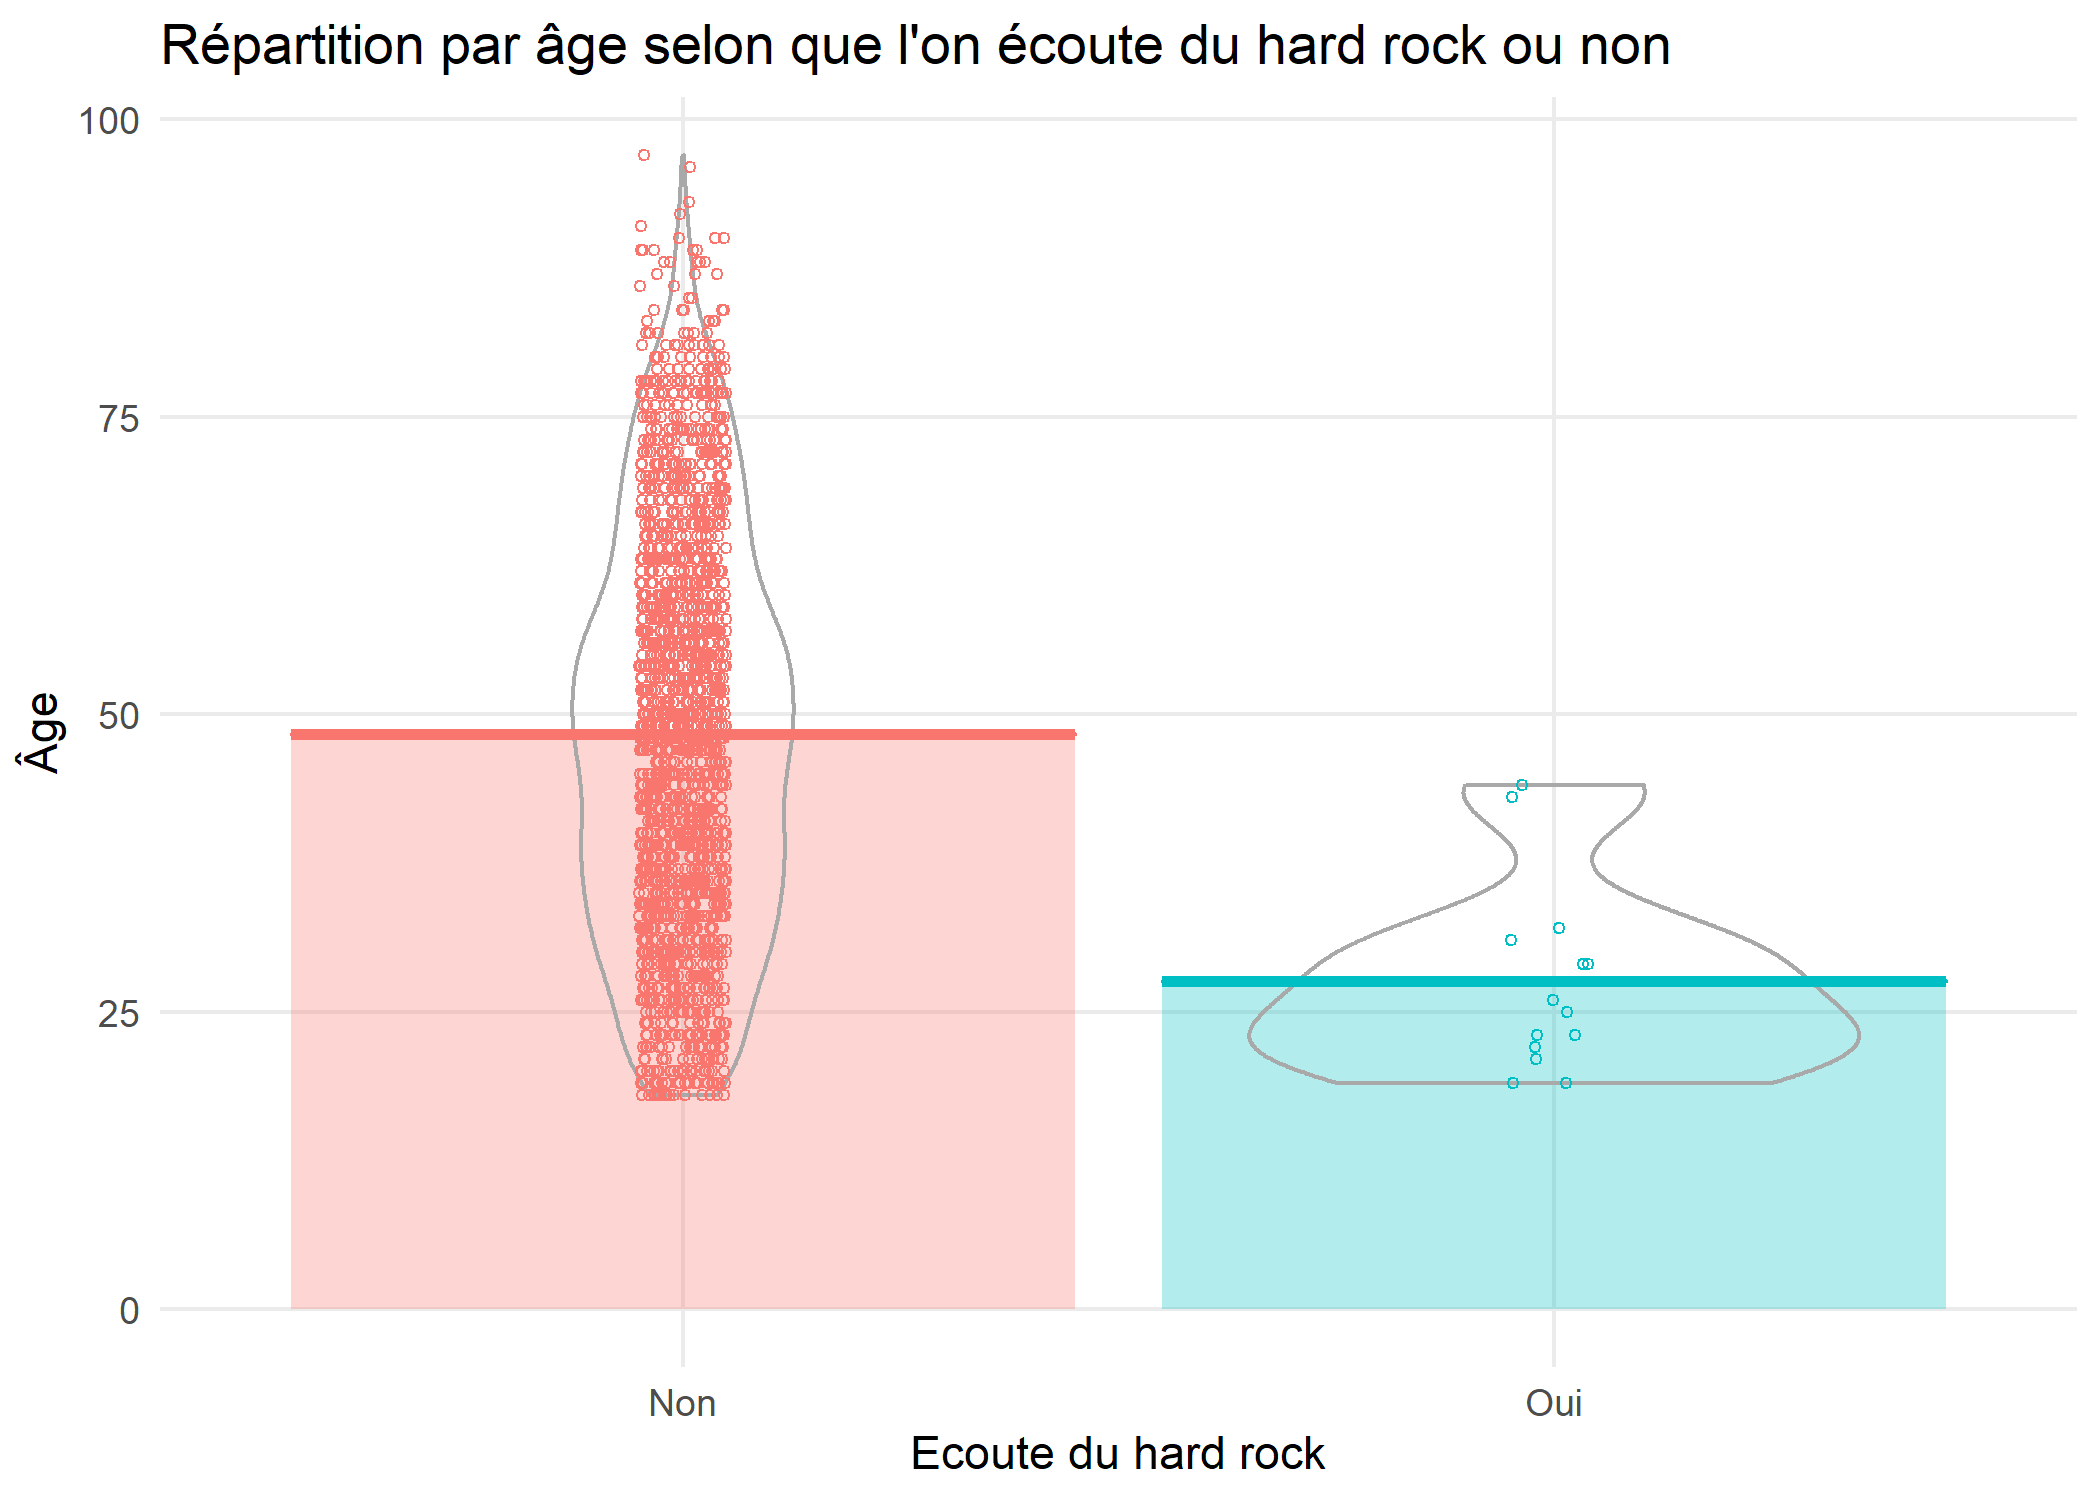 Répartition par âge selon que l'on écoute du hard rock ou non
100
75
50
25
0
Âge
Non
Oui
Ecoute du hard rock